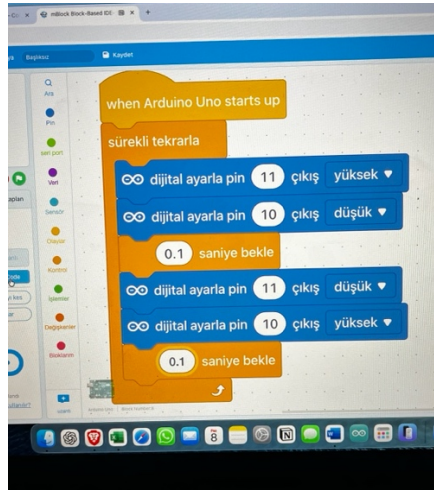 mBlock Block-Based IDE
Başlıksız
Kaydet
Ara
Pin
seri port
Veri
Sensör
Olaylar
Kontrol
İşlemler
Değişkenler
Bloklarım
uzantı
when Arduino Uno starts up
sürekli tekrarla
dijital ayarla pin 11 çıkış yüksek
dijital ayarla pin 10 çıkış düşük
0.1 saniye bekle
dijital ayarla pin 11 çıkış düşük
dijital ayarla pin 10 çıkış yüksek
0.1 saniye bekle
8